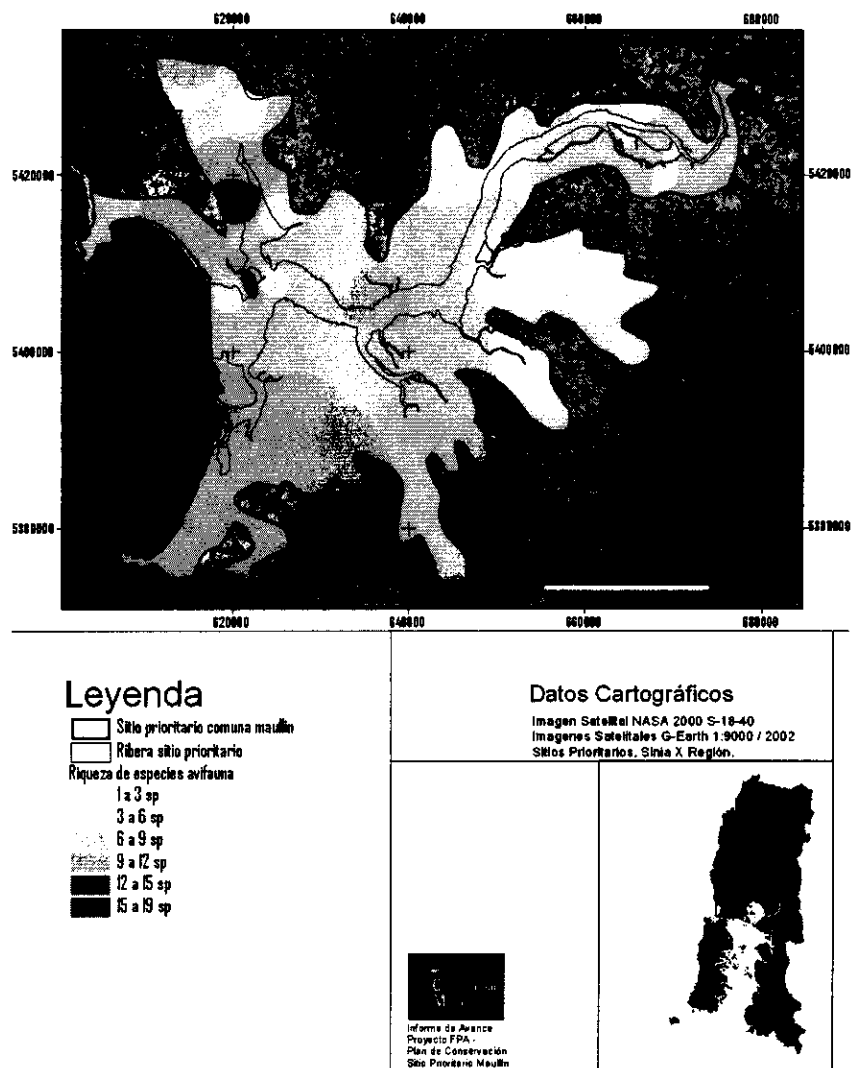 620000 640000 660000 680000
5420000 5420000
5400000 5400000
5380000 5380000
620000 640000 660000 680000
Leyenda
Sitio prioritario comuna maullín
Ribera sitio prioritario
Riqueza de especies avifauna
1 a 3 sp
3 a 6 sp
6 a 9 sp
9 a 12 sp
12 a 15 sp
15 a 19 sp
Datos Cartográficos
Imagen Satelital NASA 2000 S-18-40
Imagenes Satelitales G-Earth 1:9000 / 2002
Sitios Prioritarios. Sinia X Región.
Informe de Avance
Proyecto FPA -
Plan de Conservación
Sitio Prioritario Maullín